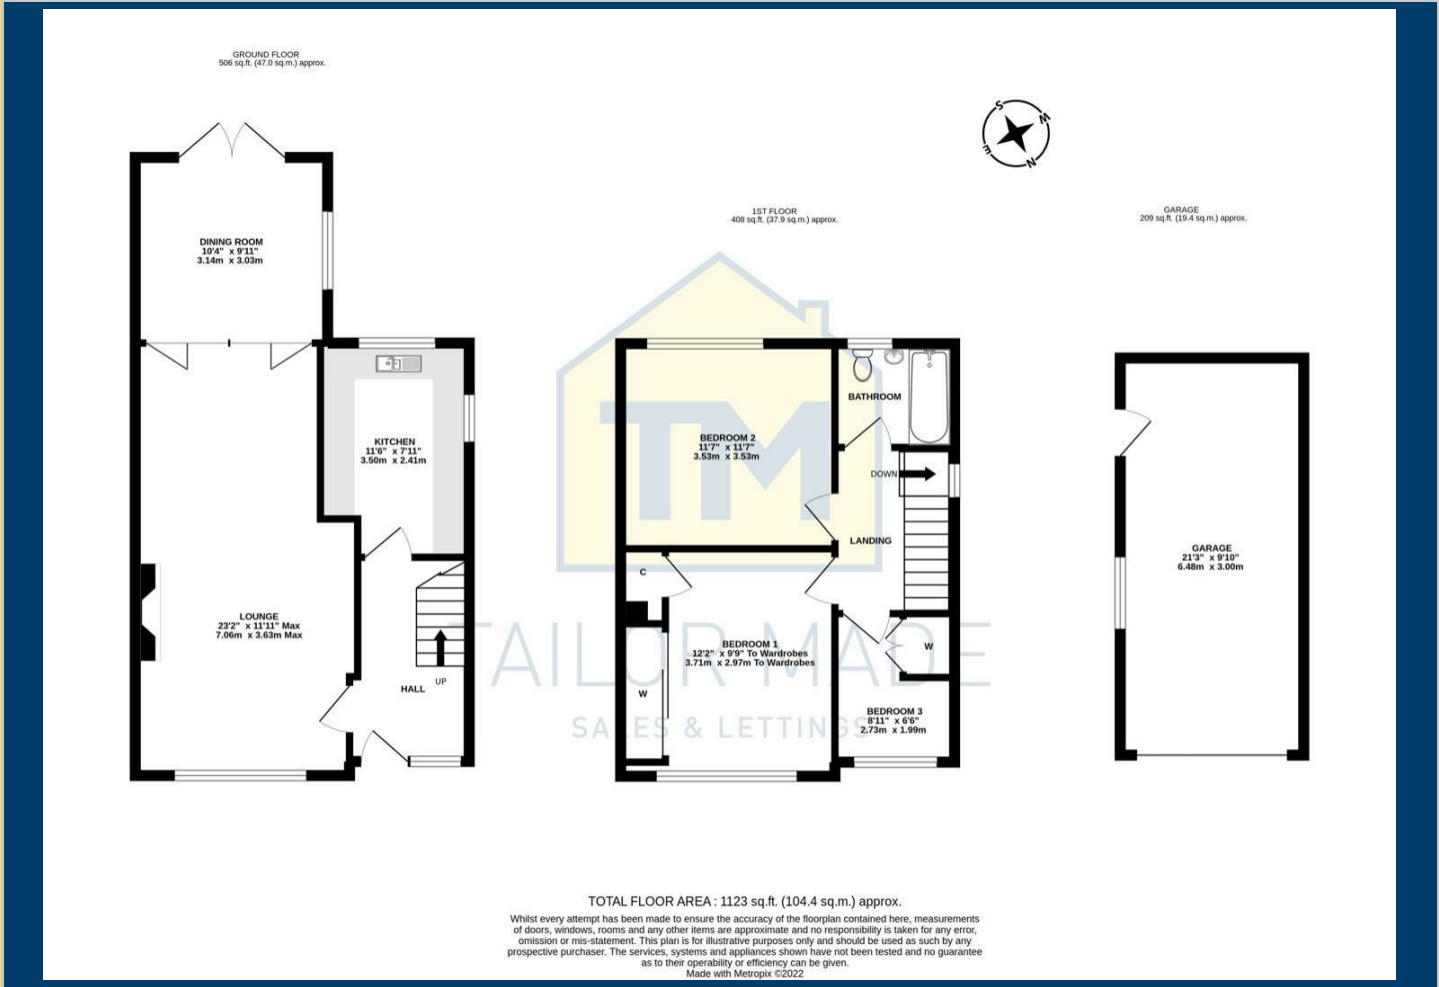 GROUND FLOOR
506 sq.ft. (47.0 sq.m.) approx.
DINING ROOM
10'4" x 9'11"
3.14m x 3.03m
KITCHEN
11'6" x 7'11"
3.50m x 2.41m
LOUNGE
23'2" x 11'11" Max
7.06m x 3.63m Max
HALL
UP
1ST FLOOR
408 sq.ft. (37.9 sq.m.) approx.
S
W
E
N
BATHROOM
BEDROOM 2
11'7" x 11'7"
3.53m x 3.53m
DOWN
LANDING
C
BEDROOM 1
12'2" x 9'9" To Wardrobes
3.71m x 2.97m To Wardrobes
W
W
BEDROOM 3
8'11" x 6'6"
2.73m x 1.99m
TM
TAILOR MADE
SALES & LETTINGS
GARAGE
209 sq.ft. (19.4 sq.m.) approx.
GARAGE
21'3" x 9'10"
6.48m x 3.00m
TOTAL FLOOR AREA : 1123 sq.ft. (104.4 sq.m.) approx.
Whilst every attempt has been made to ensure the accuracy of the floorplan contained here, measurements
of doors, windows, rooms and any other items are approximate and no responsibility is taken for any error,
omission or mis-statement. This plan is for illustrative purposes only and should be used as such by any
prospective purchaser. The services, systems and appliances shown have not been tested and no guarantee
as to their operability or efficiency can be given.
Made with Metropix ©2022